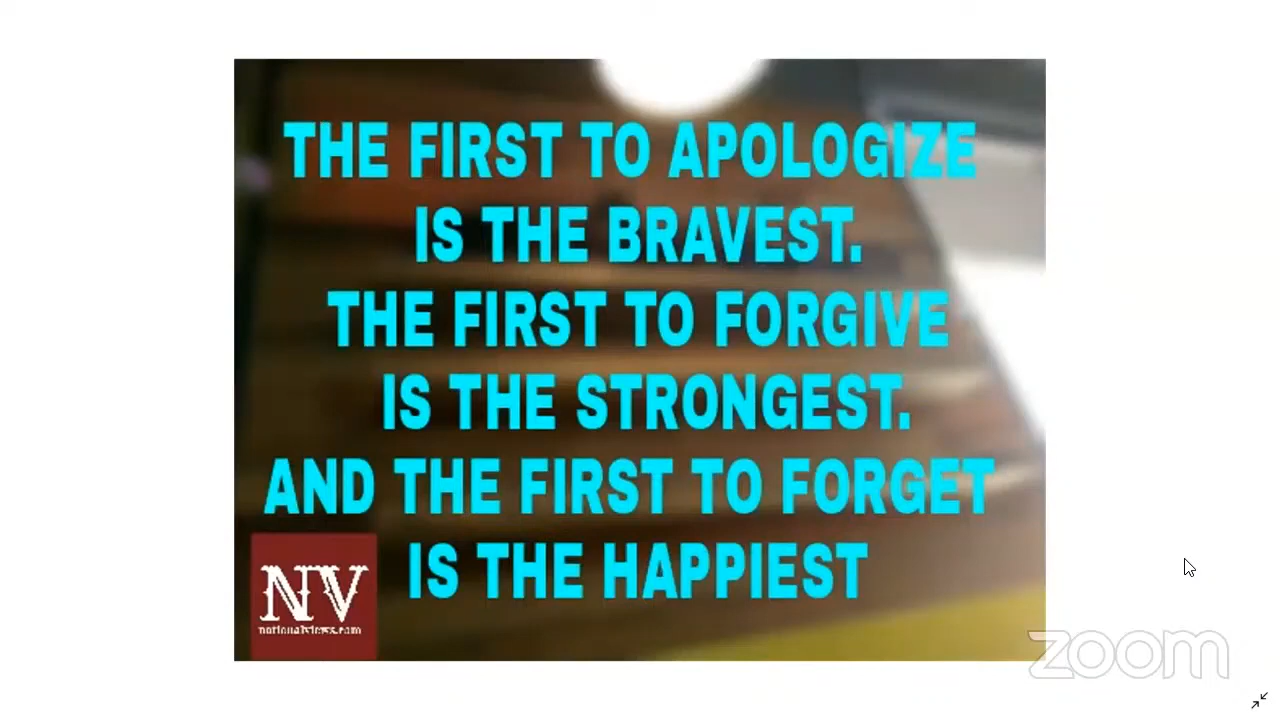 THE FIRST TO APOLOGIZE
IS THE BRAVEST.
THE FIRST TO FORGIVE
IS THE STRONGEST.
AND THE FIRST TO FORGET
IS THE HAPPIEST
NV
nationalviews.com
zoom